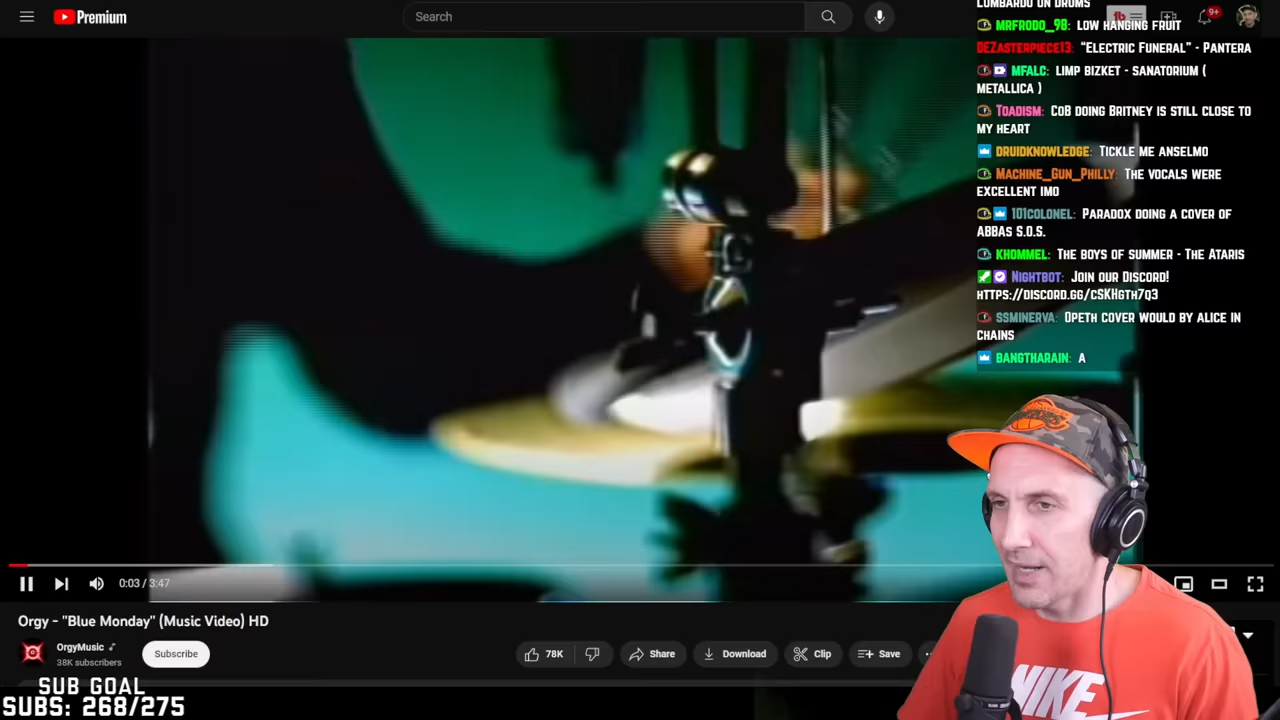 Premium
Search
9+
LOMBARDO ON DRUMS
MRFRODO_98: LOW HANGING FRUIT
DEZASTERPIECE13: "ELECTRIC FUNERAL" - PANTERA
MFALC: LIMP BIZKET - SANATORIUM (
METALLICA )
TOADISM: COB DOING BRITNEY IS STILL CLOSE TO
MY HEART
DRUIDKNOWLEDGE: TICKLE ME ANSELMO
MACHINE_GUN_PHILLY: THE VOCALS WERE
EXCELLENT IMO
101COLONEL: PARADOX DOING A COVER OF
ABBAS S.O.S.
KHOMMEL: THE BOYS OF SUMMER - THE ATARIS
NIGHTBOT: JOIN OUR DISCORD!
HTTPS://DISCORD.GG/CSKHGTH7Q3
SSMINERVA: OPETH COVER WOULD BY ALICE IN
CHAINS
BANGTHARAIN: A
0:03 / 3:47
Orgy - "Blue Monday" (Music Video) HD
OrgyMusic
38K subscribers
Subscribe
78K
Share
Download
Clip
Save
SUB GOAL
SUBS: 268/275
NIKE